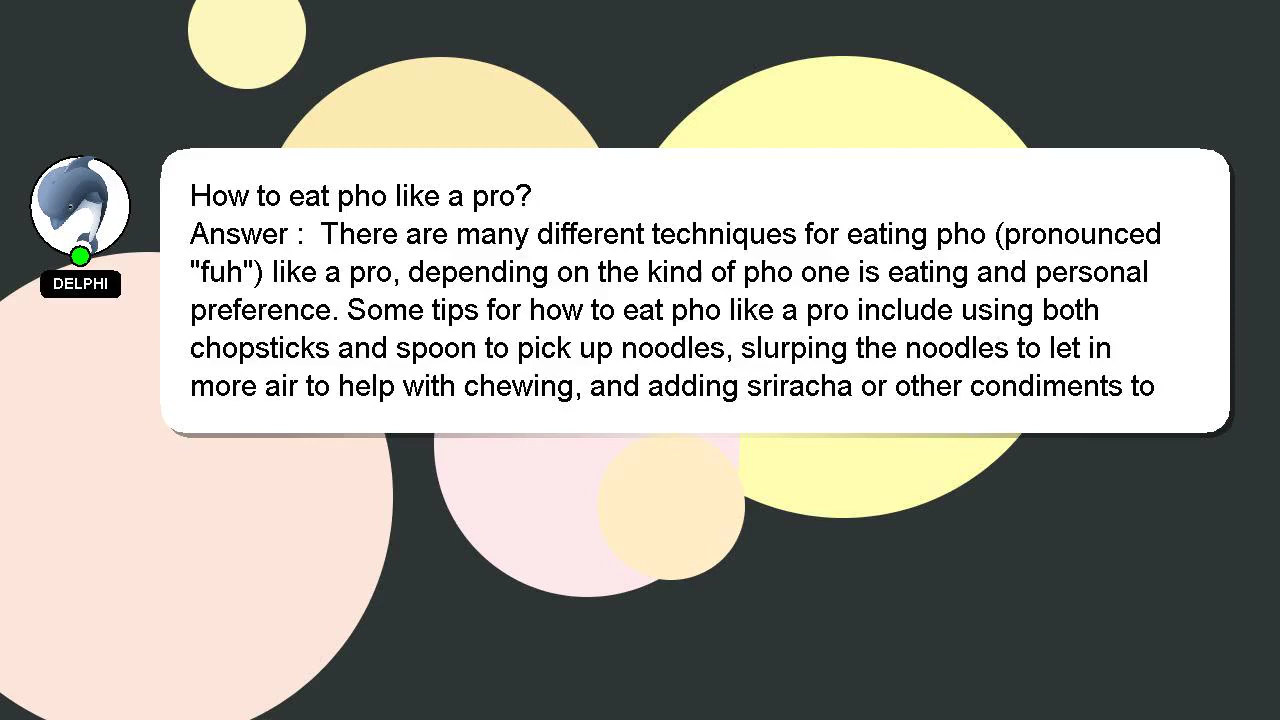 How to eat pho like a pro?
Answer :  There are many different techniques for eating pho (pronounced
"fuh") like a pro, depending on the kind of pho one is eating and personal
preference. Some tips for how to eat pho like a pro include using both
chopsticks and spoon to pick up noodles, slurping the noodles to let in
more air to help with chewing, and adding sriracha or other condiments to
DELPHI